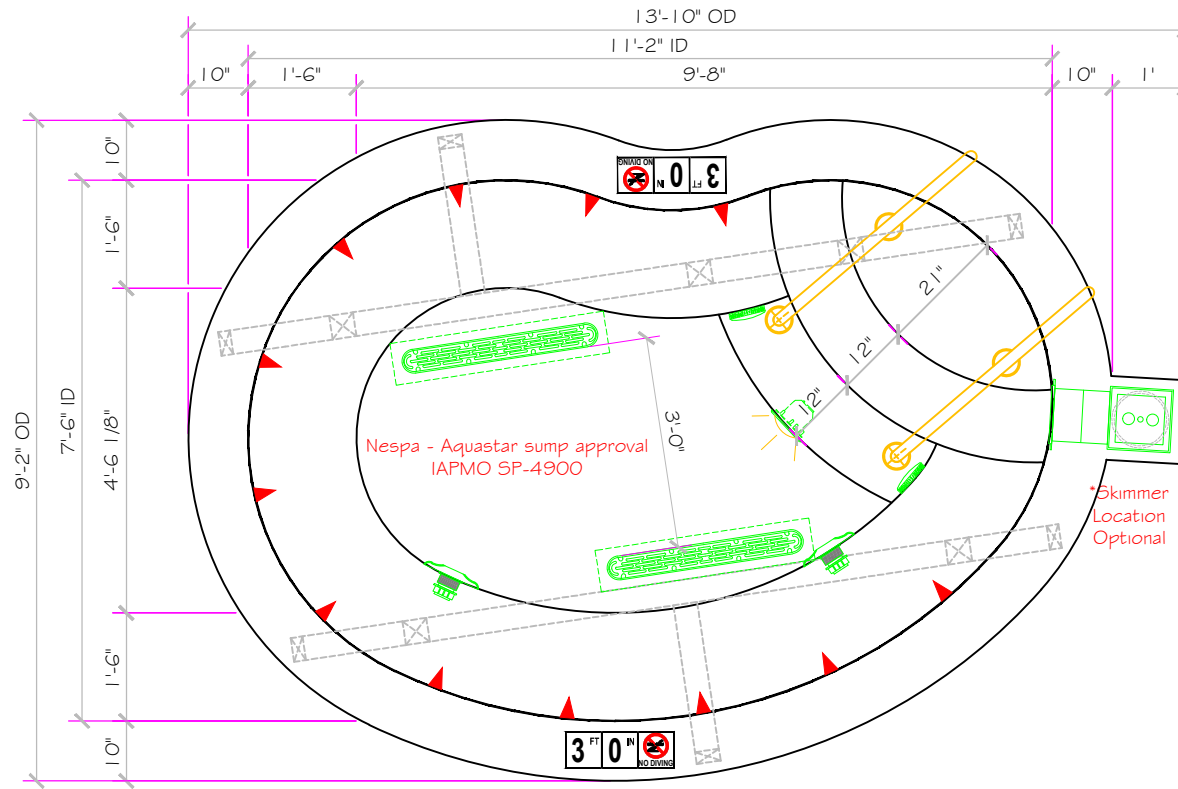 13'-10" OD
11'-2" ID
10"
1'-6"
9'-8"
10"
1'
9'-2" OD
7'-6" ID
10"
1'-6"
4'-6 1/8"
1'-6"
10"
3 FT 0 IN NO DIVING
21"
12"
12"
3'-0"
Nespa - Aquastar sump approval
IAPMO SP-4900
*Skimmer
Location
Optional
3 FT 0 IN NO DIVING